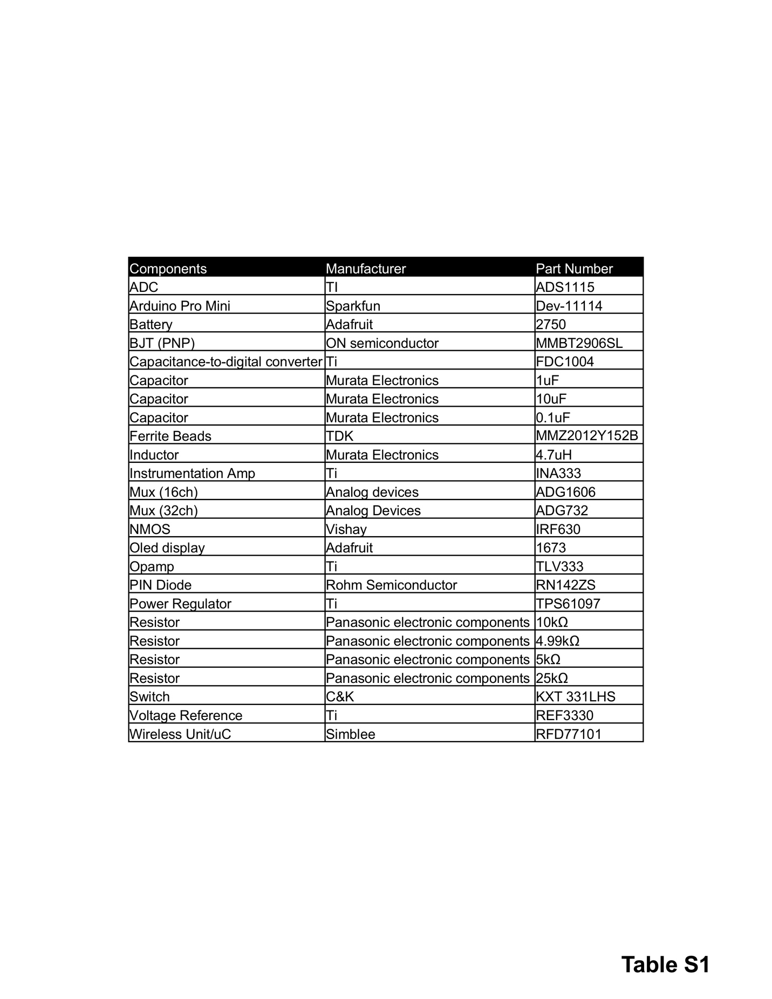 Components Manufacturer Part Number
ADC TI ADS1115
Arduino Pro Mini Sparkfun Dev-11114
Battery Adafruit 2750
BJT (PNP) ON semiconductor MMBT2906SL
Capacitance-to-digital converter Ti FDC1004
Capacitor Murata Electronics 1uF
Capacitor Murata Electronics 10uF
Capacitor Murata Electronics 0.1uF
Ferrite Beads TDK MMZ2012Y152B
Inductor Murata Electronics 4.7uH
Instrumentation Amp Ti INA333
Mux (16ch) Analog devices ADG1606
Mux (32ch) Analog Devices ADG732
NMOS Vishay IRF630
Oled display Adafruit 1673
Opamp Ti TLV333
PIN Diode Rohm Semiconductor RN142ZS
Power Regulator Ti TPS61097
Resistor Panasonic electronic components 10kΩ
Resistor Panasonic electronic components 4.99kΩ
Resistor Panasonic electronic components 5kΩ
Resistor Panasonic electronic components 25kΩ
Switch C&K KXT 331LHS
Voltage Reference Ti REF3330
Wireless Unit/uC Simblee RFD77101
Table S1